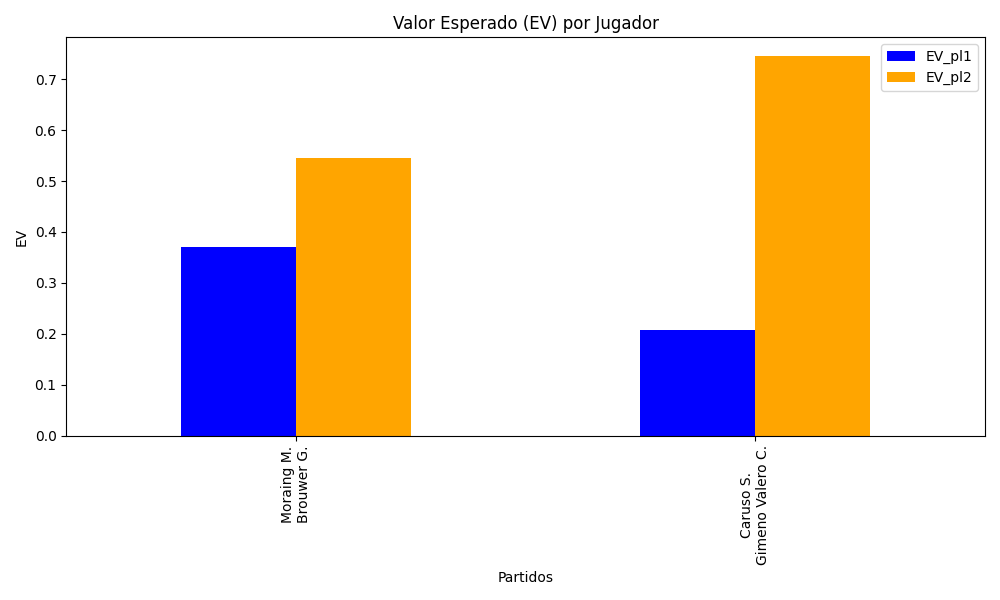 Valor Esperado (EV) por Jugador
EV_pl1
EV_pl2
EV
0.7
0.6
0.5
0.4
0.3
0.2
0.1
0.0
Moraing M.
Brouwer G.
Caruso S.
Gimeno Valero C.
Partidos